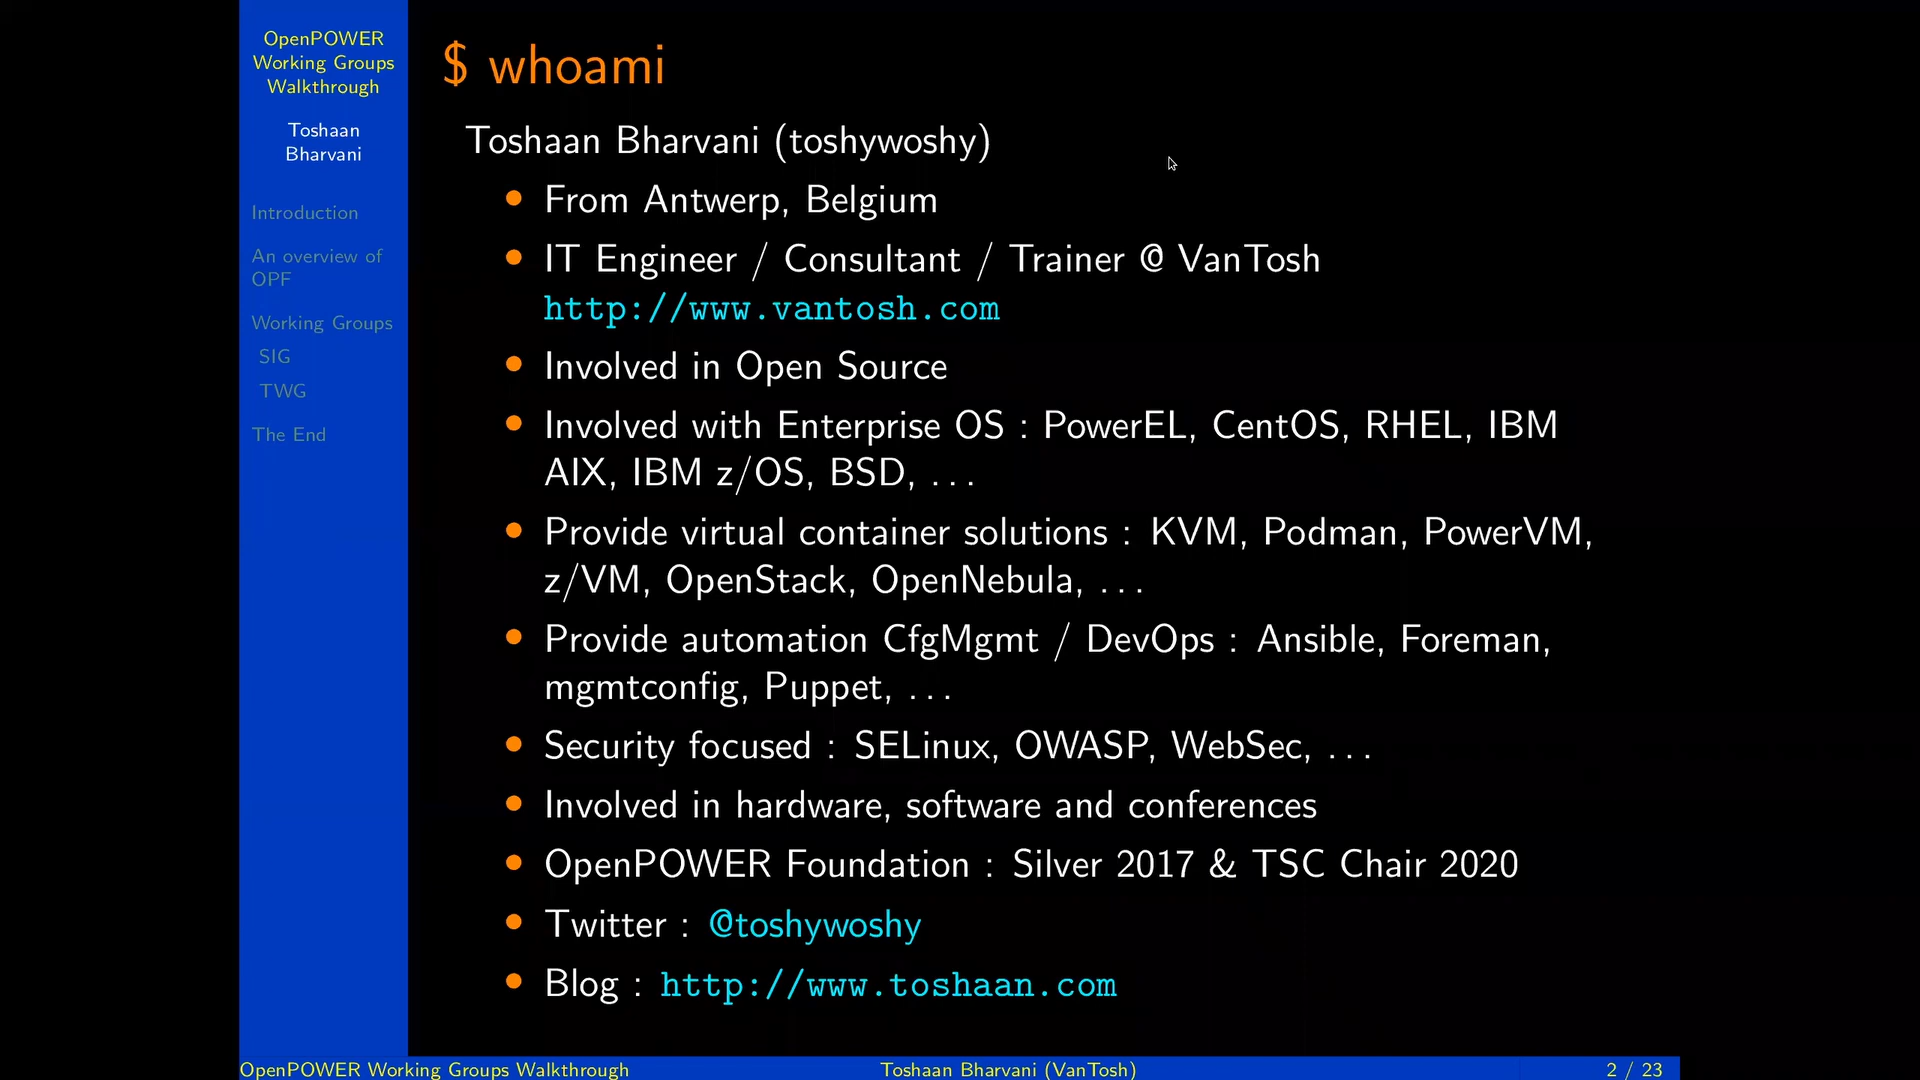 OpenPOWER
Working Groups
Walkthrough
Toshaan
Bharvani
Introduction
An overview of
OPF
Working Groups
SIG
TWG
The End
$ whoami
Toshaan Bharvani (toshywoshy)
• From Antwerp, Belgium
• IT Engineer / Consultant / Trainer @ VanTosh
http://www.vantosh.com
• Involved in Open Source
• Involved with Enterprise OS : PowerEL, CentOS, RHEL, IBM
AIX, IBM z/OS, BSD, ...
• Provide virtual container solutions : KVM, Podman, PowerVM,
z/VM, OpenStack, OpenNebula, ...
• Provide automation CfgMgmt / DevOps : Ansible, Foreman,
mgmtconfig, Puppet, ...
• Security focused : SELinux, OWASP, WebSec, ...
• Involved in hardware, software and conferences
• OpenPOWER Foundation : Silver 2017 & TSC Chair 2020
• Twitter : @toshywoshy
• Blog : http://www.toshaan.com
OpenPOWER Working Groups Walkthrough
Toshaan Bharvani (VanTosh)
2 / 23